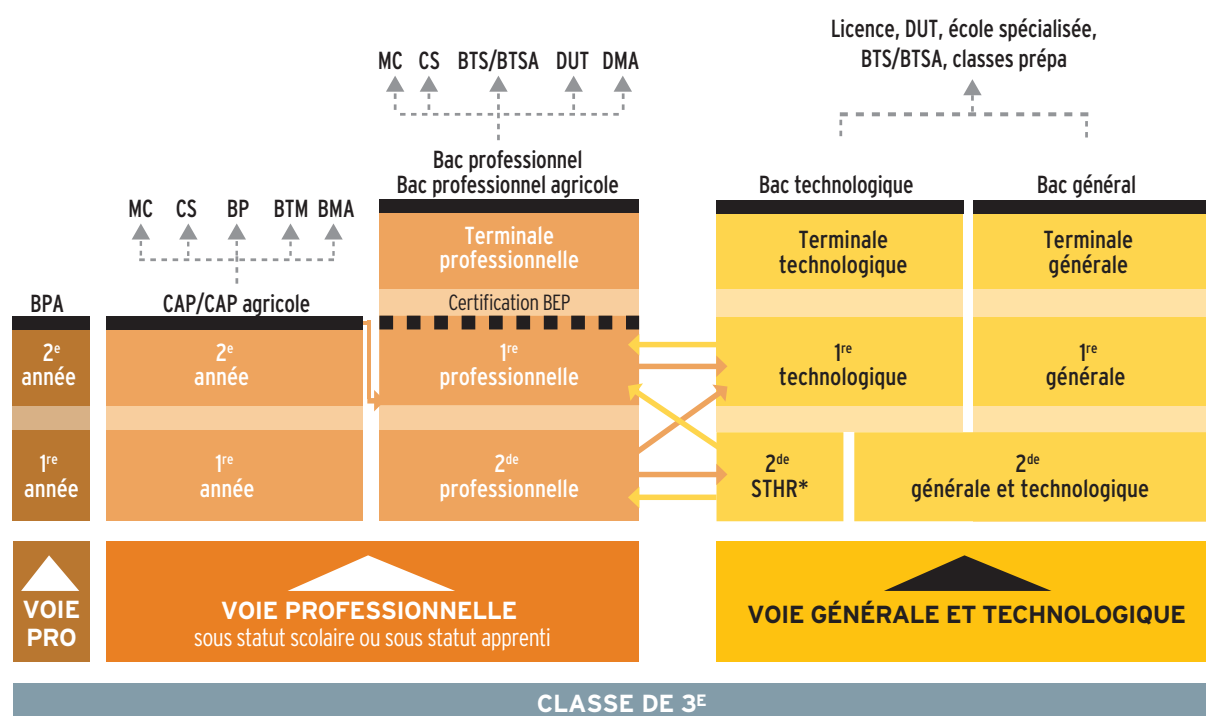 Licence, DUT, école spécialisée,
BTS/BTSA, classes prépa
MC CS BTS/BTSA DUT DMA
Bac professionnel
Bac professionnel agricole
Bac technologique
Bac général
MC CS BP BTM BMA
Terminale
professionnelle
Terminale
technologique
Terminale
générale
BPA
CAP/CAP agricole
Certification BEP
2e
année
2e
année
1re
professionnelle
1re
technologique
1re
générale
1re
année
1re
année
2de
professionnelle
2de
STHR*
2de
générale et technologique
VOIE
PRO
VOIE PROFESSIONNELLE
sous statut scolaire ou sous statut apprenti
VOIE GÉNÉRALE ET TECHNOLOGIQUE
CLASSE DE 3E